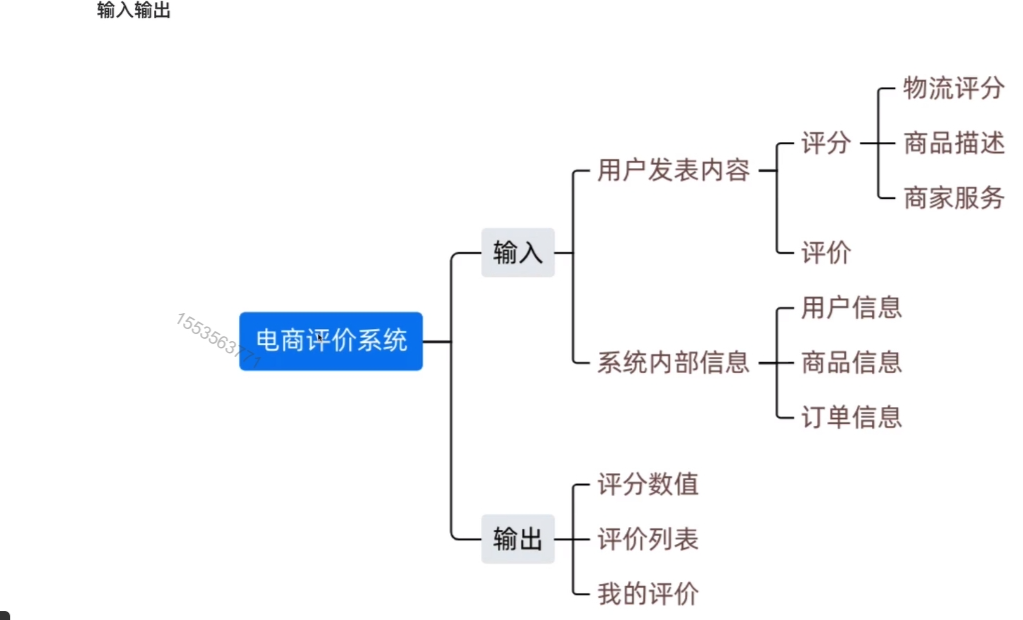 输入输出
物流评分
评分
商品描述
用户发表内容
商家服务
输入
评价
用户信息
系统内部信息
商品信息
订单信息
电商评价系统
1553563771
评分数值
输出
评价列表
我的评价